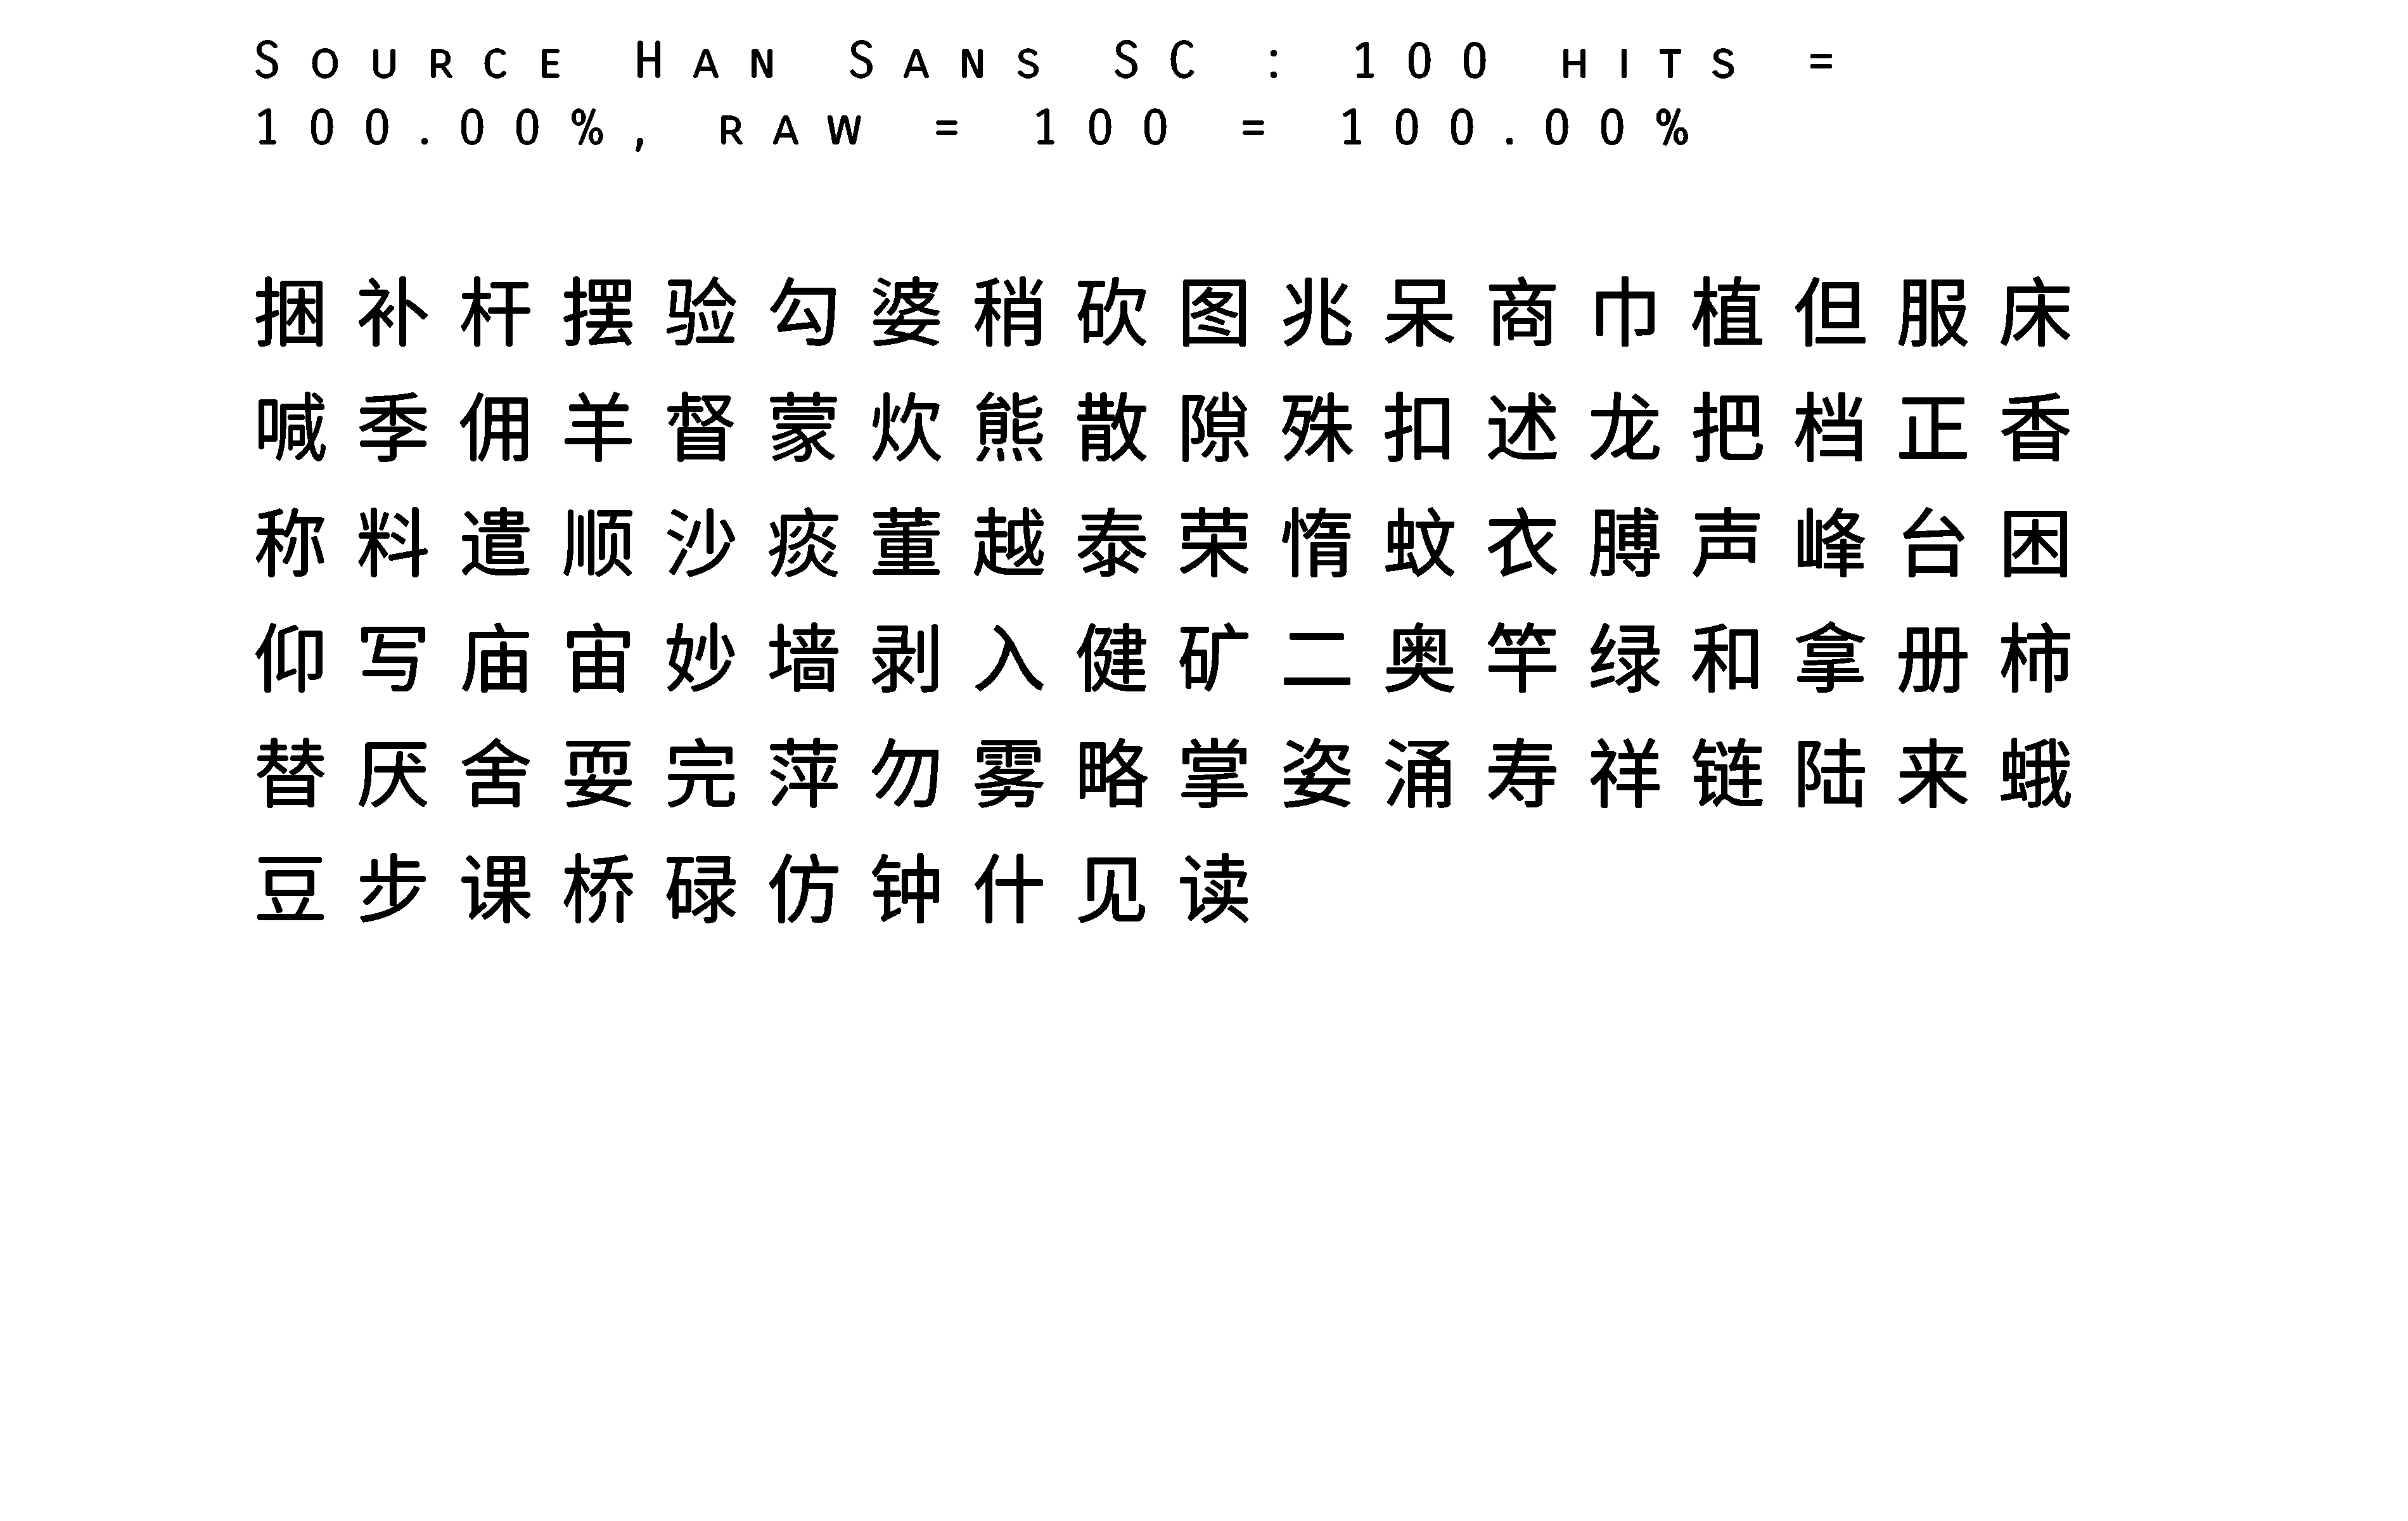 Source Han Sans SC : 100 hits =
100.00%, raw = 100 = 100.00%
捆补杆摆验勾婆稍砍图兆呆商巾植但服床
喊季佣羊督蒙炊熊散隙殊扣述龙把档正香
称料遣顺沙痰董越泰荣惰蚊衣膊声峰台困
仰写庙宙妙墙剥入健矿二奥竿绿和拿册柿
替厌舍耍完萍勿雾略掌姿涌寿祥链陆来蛾
豆步课桥碌仿钟什见读